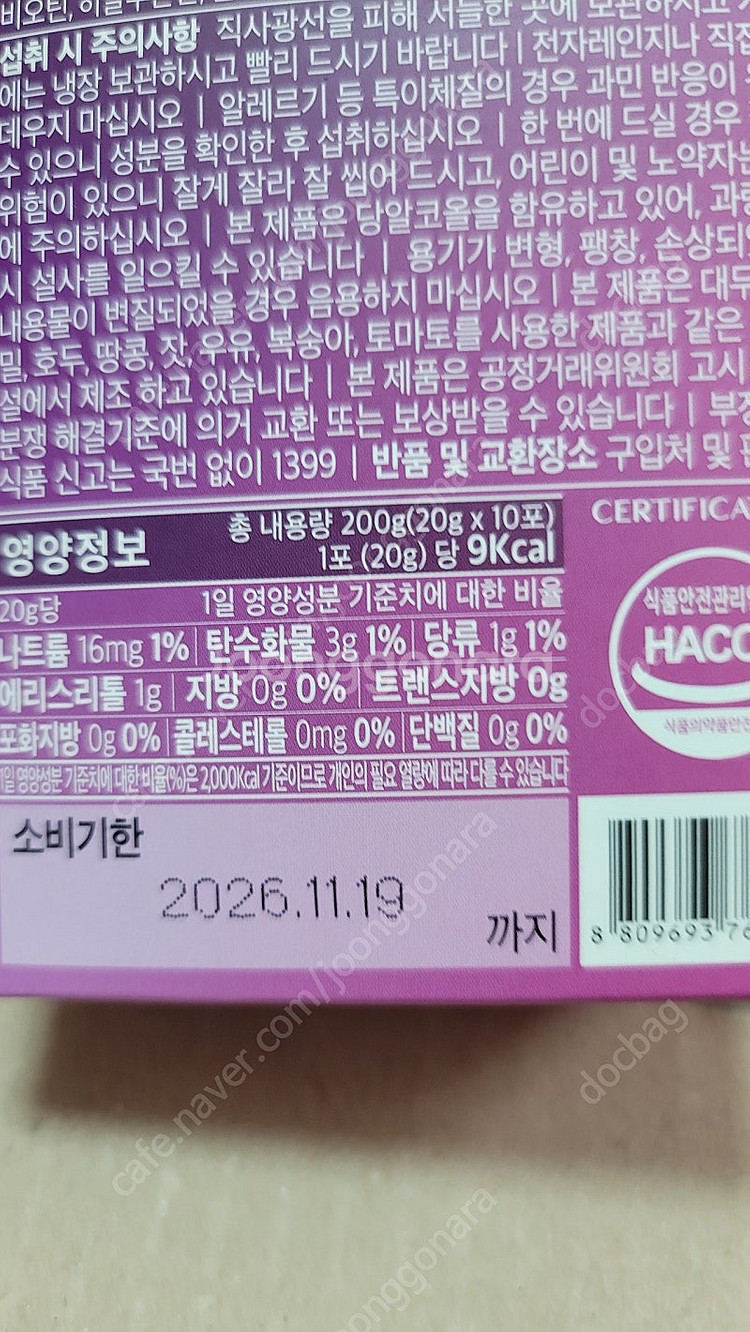 비오틴,
섭취 시 주의사항 직사광선을 피해 서늘한 곳에 보관하시고
에는 냉장 보관하시고 빨리 드시기 바랍니다 | 전자레인지나 직접
데우지 마십시오 | 알레르기 등 특이체질의 경우 과민 반응이
수 있으니 성분을 확인한 후 섭취하십시오 | 한 번에 드실 경우
위험이 있으니 잘게 잘라 잘 씹어 드시고, 어린이 및 노약자
에 주의하십시오 | 본 제품은 당알코올을 함유하고 있어, 과
시 설사를 일으킬 수 있습니다 | 용기가 변형, 팽창, 손상되
내용물이 변질되었을 경우 음용하지 마십시오 | 본 제품은 대두
밀, 호두, 땅콩, 잣, 우유, 복숭아, 토마토를 사용한 제품과 같은
설에서 제조 하고 있습니다 | 본 제품은 공정거래위원회 고시
분쟁 해결기준에 의거 교환 또는 보상받을 수 있습니다 | 부정
식품 신고는 국번 없이 1399 | 반품 및 교환장소 구입처 및
영양정보 총 내용량 200g(20g x 10포)
1포 (20g) 당 9Kcal
20g당 1일 영양성분 기준치에 대한 비율
나트륨 16mg 1% | 탄수화물 3g 1% | 당류 1g 1%
에리스리톨 1g | 지방 0g 0% | 트랜스지방 0g
포화지방 0g 0% | 콜레스테롤 0mg 0% | 단백질 0g 0%
1일 영양성분 기준치에 대한 비율(%)은 2,000Kcal 기준이므로 개인의 필요 열량에 따라 다를 수 있습니다
CERTIFICA
식품안전관리
HACC
식품의약품안전
소비기한
2026.11.19
까지
8 809693 76
cafe.naver.com/joonggonara
docbag
joonggonara